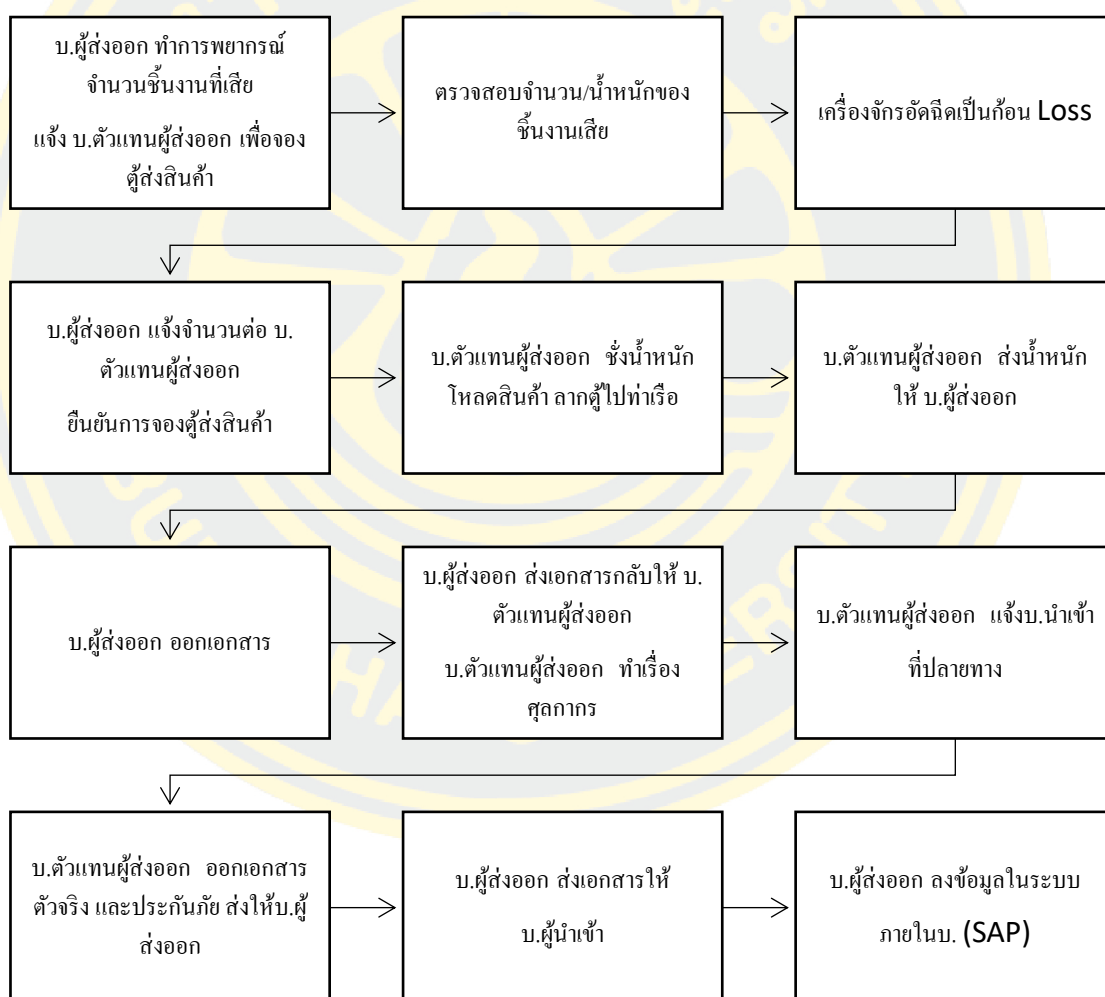 บ.ผู้ส่งออก ทำการพยากรณ์
จำนวนชิ้นงานที่เสีย
แจ้ง บ.ตัวแทนผู้ส่งออก เพื่อจอง
ตู้ส่งสินค้า
ตรวจสอบจำนวน/น้ำหนักของ
ชิ้นงานเสีย
เครื่องจักรอัดฉีดเป็นก้อน Loss
บ.ผู้ส่งออก แจ้งจำนวนต่อ บ.
ตัวแทนผู้ส่งออก
ยืนยันการจองตู้ส่งสินค้า
บ.ตัวแทนผู้ส่งออก ชั่งน้ำหนัก
โหลดสินค้า ลากตู้ไปท่าเรือ
บ.ตัวแทนผู้ส่งออก ส่งน้ำหนัก
ให้ บ.ผู้ส่งออก
บ.ผู้ส่งออก ออกเอกสาร
บ.ผู้ส่งออก ส่งเอกสารกลับให้ บ.
ตัวแทนผู้ส่งออก
บ.ตัวแทนผู้ส่งออก ทำเรื่อง
ศุลกากร
บ.ตัวแทนผู้ส่งออก แจ้งบ.นำเข้า
ที่ปลายทาง
บ.ตัวแทนผู้ส่งออก ออกเอกสาร
ตัวจริง และประกันภัย ส่งให้บ.ผู้
ส่งออก
บ.ผู้ส่งออก ส่งเอกสารให้
บ.ผู้นำเข้า
บ.ผู้ส่งออก ลงข้อมูลในระบบ
ภายในบ. (SAP)